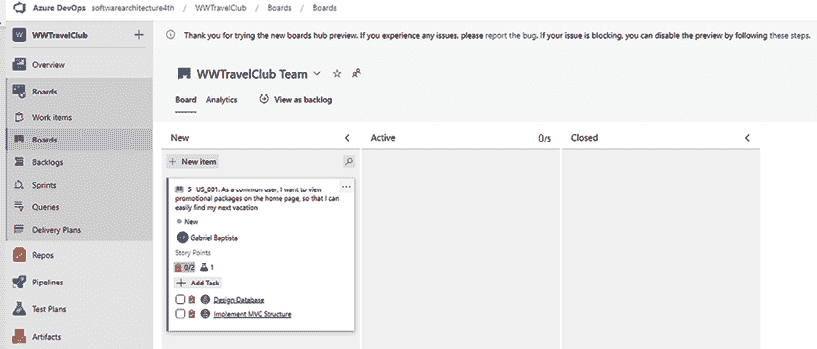 Azure DevOps softwarearchitecture4th / WWTravelClub / Boards / Boards
W WWTravelClub +
Thank you for trying the new boards hub preview. If you experience any issues, please report the bug. If your issue is blocking, you can disable the preview by following these steps.
Overview
Boards
Work items
Boards
Backlogs
Sprints
Queries
Delivery Plans
Repos
Pipelines
Test Plans
Artifacts
WWTravelClub Team
Board Analytics View as backlog
New
Active 0/5
Closed
+ New item
5 US_001: As a common user, I want to view
promotional packages on the home page, so that I can
easily find my next vacation
New
Gabriel Baptista
Story Points
0/2 1
+ Add Task
Design Database
Implement MVC Structure